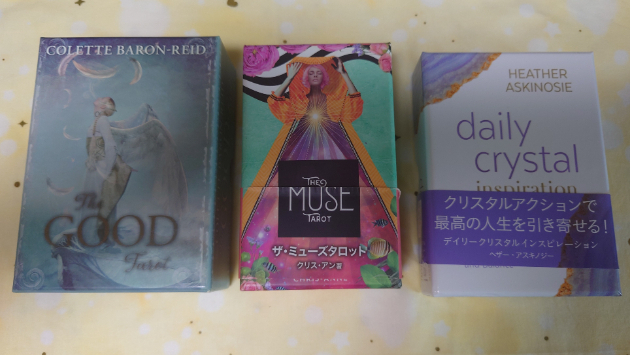 COLETTE BARON-REID
The
GOOD
Tarot
THE
MUSE
TAROT
ザ・ミューズタロット
クリス・アン 著
HEATHER
ASKINOSIE
daily
crystal
inspiration
クリスタルアクションで
最高の人生を引き寄せる!
デイリークリスタルインスピレーション
ヘザー・アスキノジー